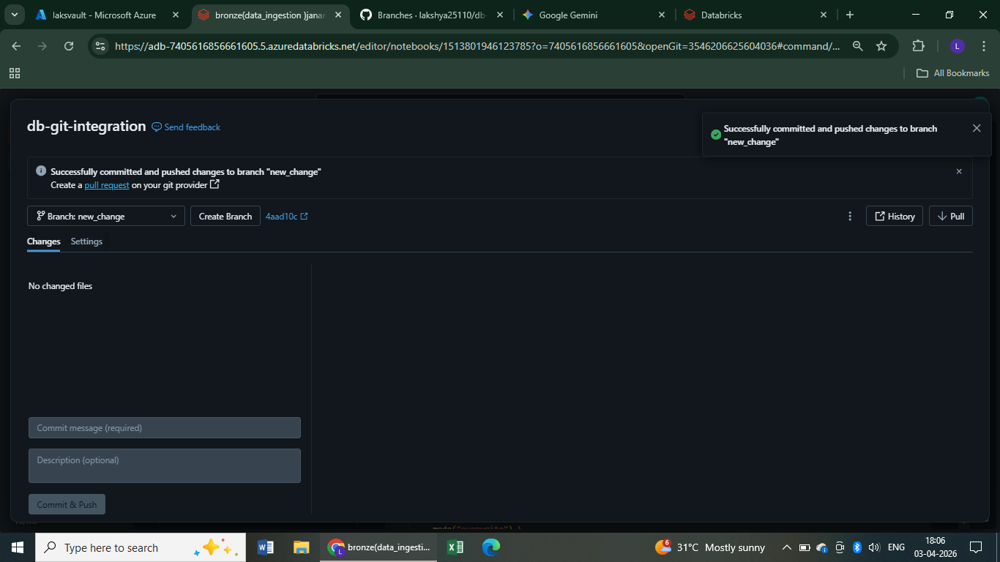 laksvault - Microsoft Azure
bronze(data_ingestion )janar
Branches · lakshya25110/db-
Google Gemini
Databricks
https://adb-7405616856661605.5.azuredatabricks.net/editor/notebooks/1513801946123785?o=7405616856661605&openGit=3546206625604036#command/...
L
All Bookmarks
db-git-integration
Send feedback
Successfully committed and pushed changes to branch
"new_change"
Successfully committed and pushed changes to branch "new_change"
Create a pull request on your git provider
Branch: new_change
Create Branch
4aad10c
History
Pull
Changes
Settings
No changed files
Commit message (required)
Description (optional)
Commit & Push
Type here to search
bronze(data_ingesti...
6
31°C Mostly sunny
ENG
18:06
03-04-2026